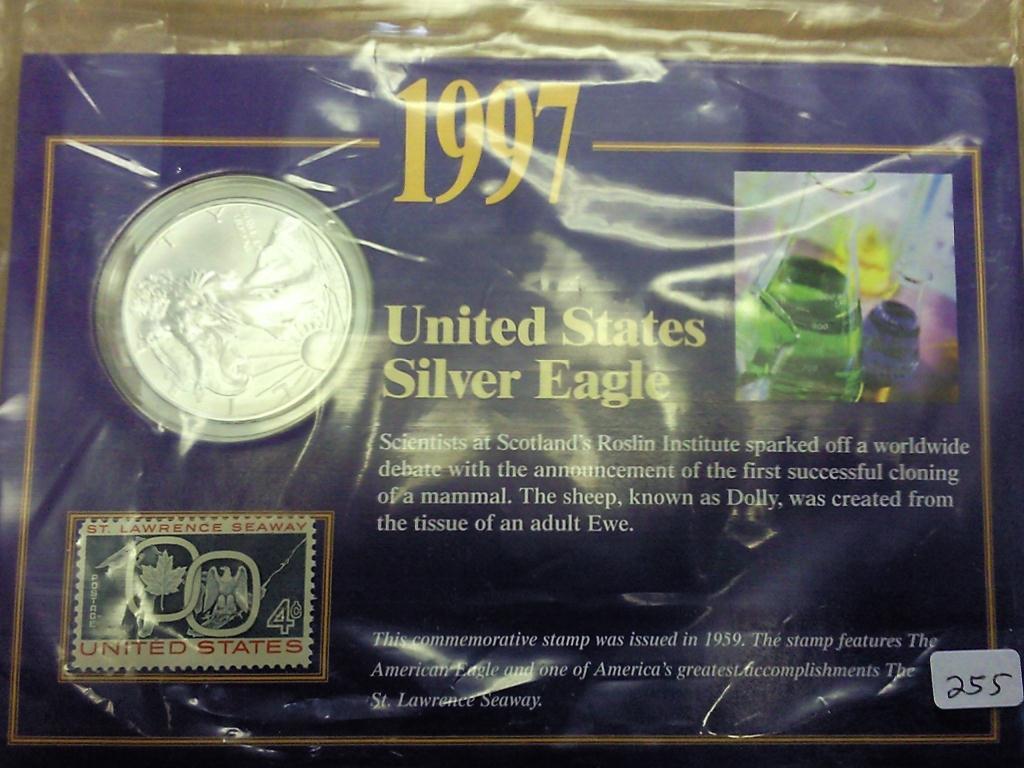 1997
United States
Silver Eagle
Scientists at Scotland's Roslin Institute sparked off a worldwide
debate with the announcement of the first successful cloning
of a mammal. The sheep, known as Dolly, was created from
the tissue of an adult Ewe.
ST. LAWRENCE SEAWAY
POSTAGE
4¢
UNITED STATES
This commemorative stamp was issued in 1959. The stamp features The
American Eagle and one of America's greatest accomplishments The
St. Lawrence Seaway.
255